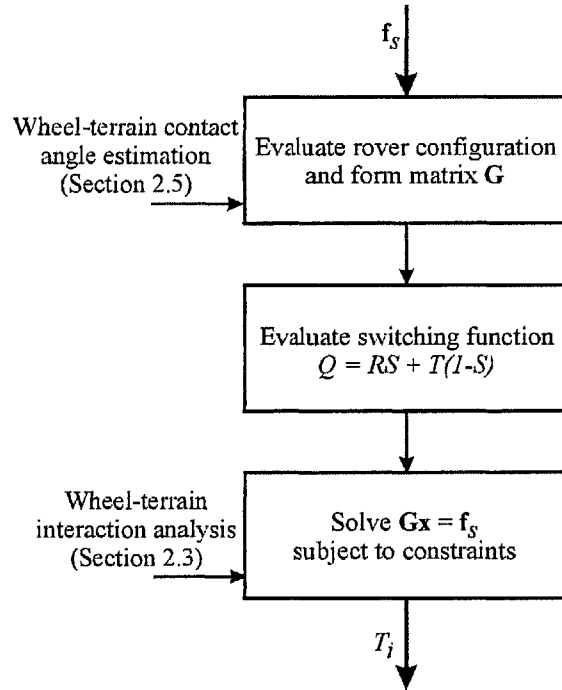 f_s
Wheel-terrain contact
angle estimation
(Section 2.5)
Evaluate rover configuration
and form matrix G
Evaluate switching function
Q = RS + T(1-S)
Wheel-terrain
interaction analysis
(Section 2.3)
Solve Gx = f_s
subject to constraints
T_i